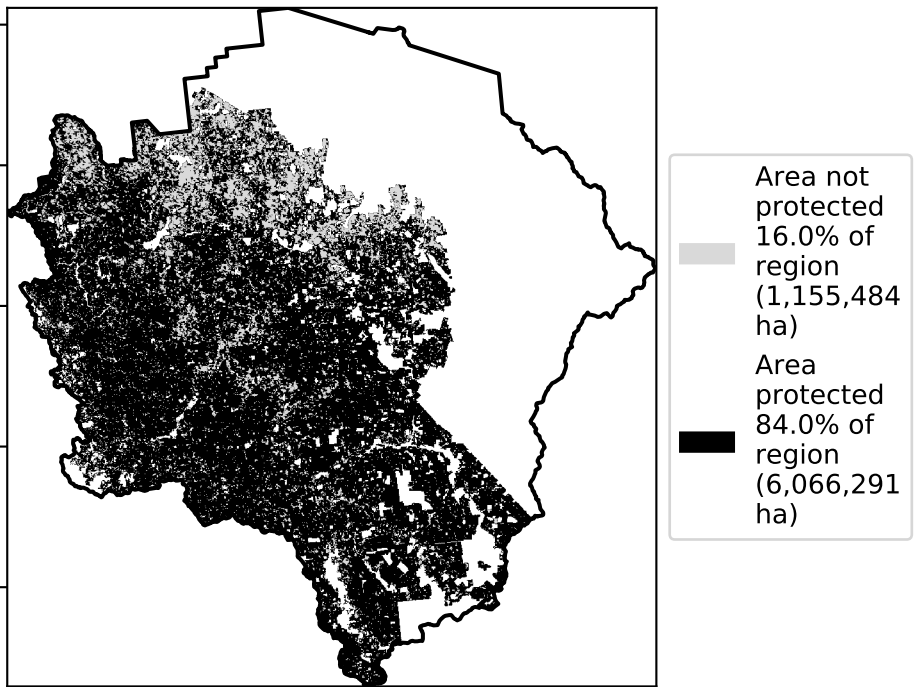 Area not
protected
16.0% of
region
(1,155,484
ha)
Area
protected
84.0% of
region
(6,066,291
ha)